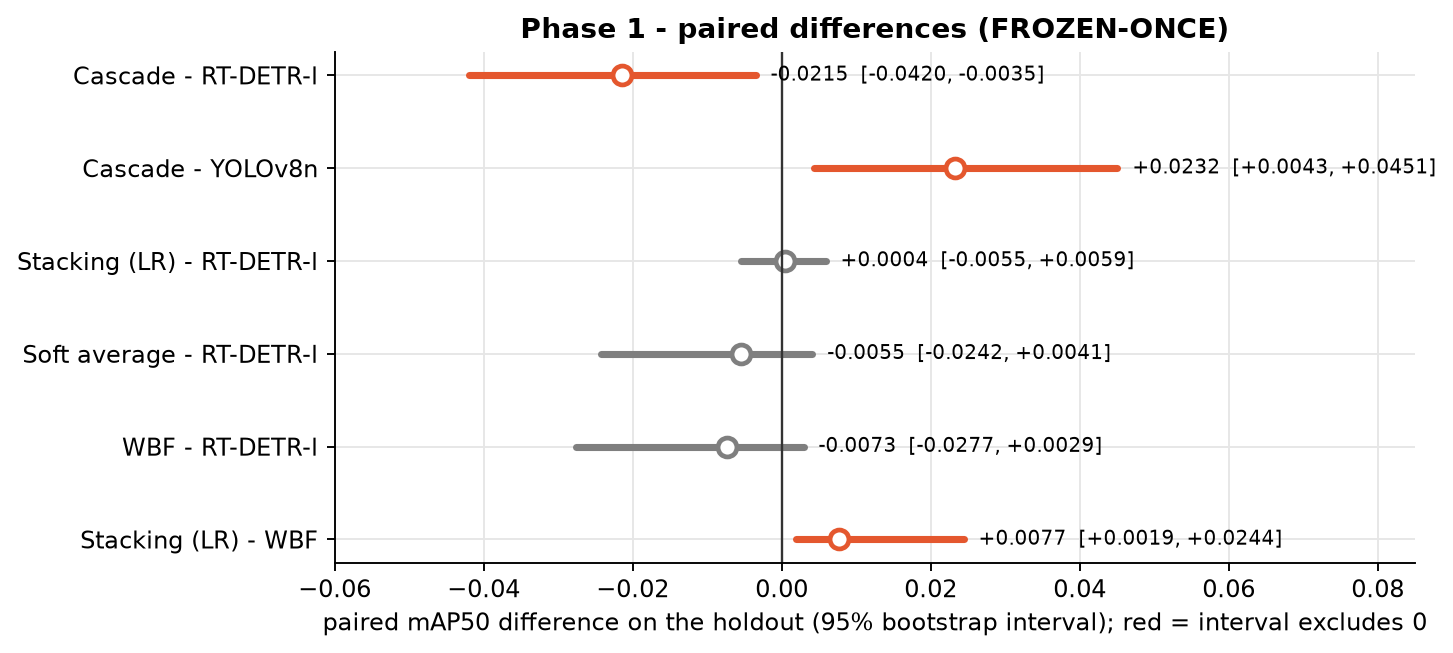 Phase 1 - paired differences (FROZEN-ONCE)
Cascade - RT-DETR-l
-0.0215 [-0.0420, -0.0035]
Cascade - YOLOv8n
+0.0232 [+0.0043, +0.0451]
Stacking (LR) - RT-DETR-l
+0.0004 [-0.0055, +0.0059]
Soft average - RT-DETR-l
-0.0055 [-0.0242, +0.0041]
WBF - RT-DETR-l
-0.0073 [-0.0277, +0.0029]
Stacking (LR) - WBF
+0.0077 [+0.0019, +0.0244]
−0.06 −0.04 −0.02 0.00 0.02 0.04 0.06 0.08
paired mAP50 difference on the holdout (95% bootstrap interval); red = interval excludes 0